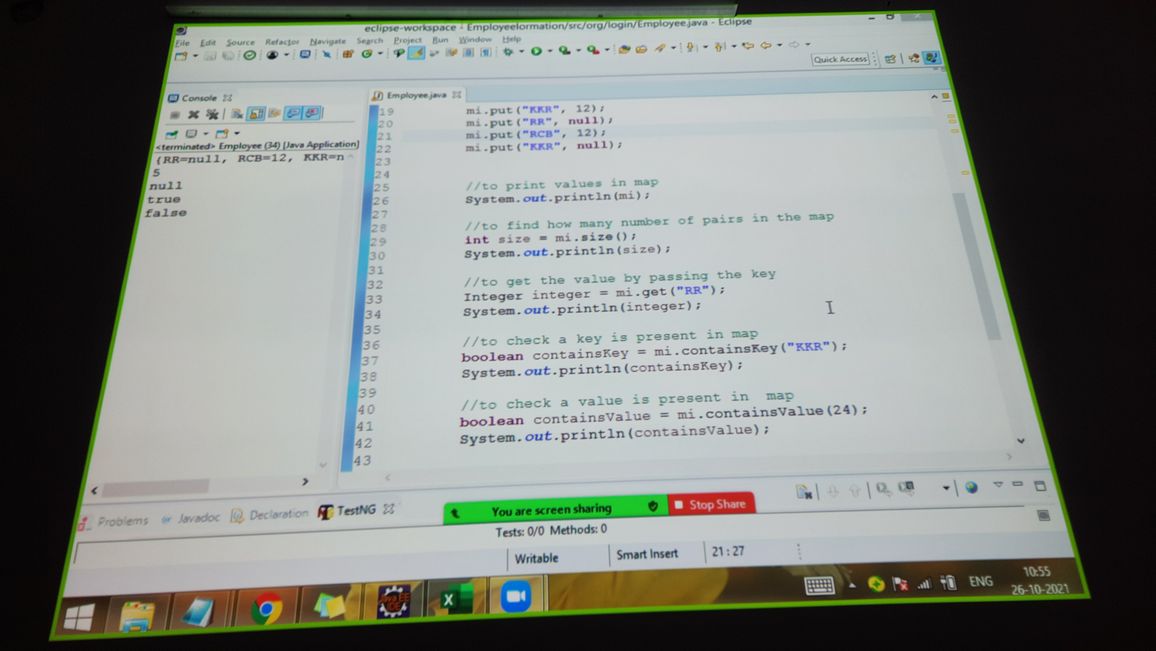 eclipse-workspace - Employeelormation/src/org/login/Employee.java - Eclipse
File Edit Source Refactor Navigate Search Project Run Window Help
Quick Access
Console
<terminated> Employee (34) [Java Application]
{RR=null, RCB=12, KKR=n
5
null
true
false
Employee.java
19 mi.put("KKR", 12);
20 mi.put("RR", null);
21 mi.put("RCB", 12);
22 mi.put("KKR", null);
23
24
25 //to print values in map
26 System.out.println(mi);
27
28 //to find how many number of pairs in the map
29 int size = mi.size();
30 System.out.println(size);
31
32 //to get the value by passing the key
33 Integer integer = mi.get("RR");
34 System.out.println(integer);
35
36 //to check a key is present in map
37 boolean containsKey = mi.containsKey("KKR");
38 System.out.println(containsKey);
39
40 //to check a value is present in map
41 boolean containsValue = mi.containsValue(24);
42 System.out.println(containsValue);
43
Problems Javadoc Declaration TestNG
You are screen sharing Stop Share
Tests: 0/0 Methods: 0
Writable Smart Insert 21 : 27
Java EE IDE
ENG
10:55
26-10-2021